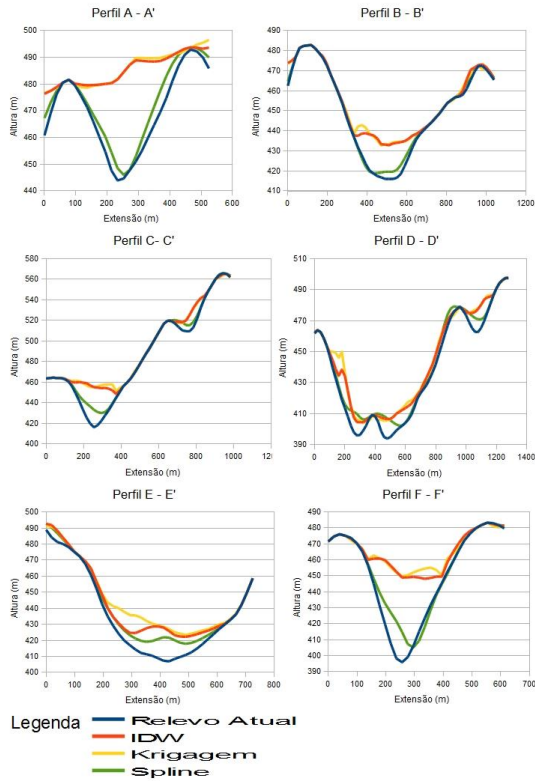 Perfil A - A'
Altura (m)
500
490
480
470
460
450
440
0 100 200 300 400 500 600
Extensão (m)
Perfil B - B'
Altura (m)
490
480
470
460
450
440
430
420
410
0 200 400 600 800 1000 1200
Extensão (m)
Perfil C- C'
Altura (m)
580
560
540
520
500
480
460
440
420
400
0 200 400 600 800 1000
Extensão (m)
Perfil D - D'
Altura (m)
510
490
470
450
430
410
390
0 200 400 600 800 1000 1200 1400
Extensão (m)
Perfil E - E'
Altura (m)
500
490
480
470
460
450
440
430
420
410
400
0 100 200 300 400 500 600 700 800
Extensão (m)
Perfil F - F'
Altura (m)
500
490
480
470
460
450
440
430
420
410
400
390
0 100 200 300 400 500 600 700
Extensão (m)
Legenda
Relevo Atual
IDW
Krigagem
Spline